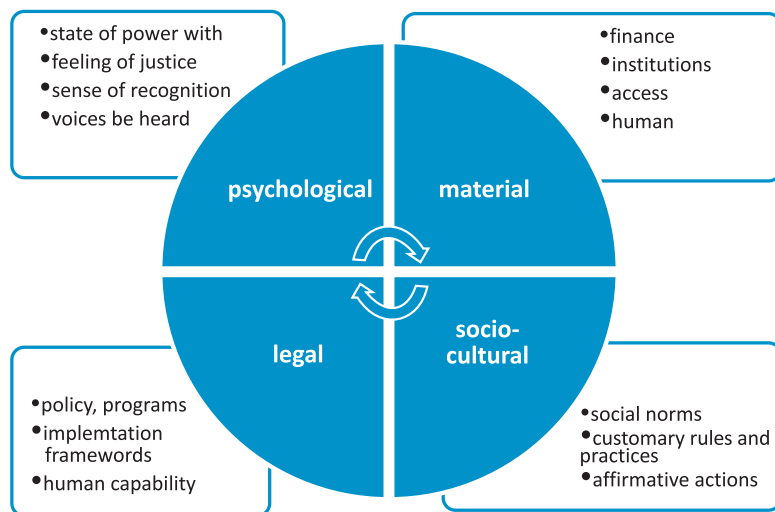 •state of power with
•feeling of justice
•sense of recognition
•voices be heard
•finance
•institutions
•access
•human
psychological
material
legal
socio-
cultural
•policy, programs
•implemtation
framewords
•human capability
•social norms
•customary rules and
practices
•affirmative actions